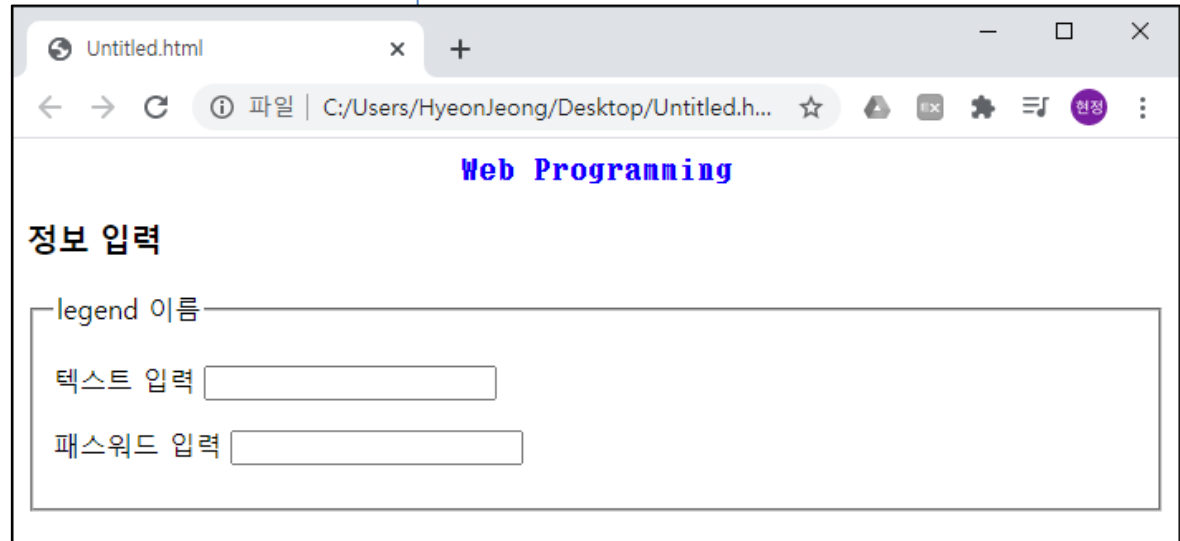 Untitled.html
파일 | C:/Users/HyeonJeong/Desktop/Untitled.h...
EX
현정
Web Programming
정보 입력
legend 이름
텍스트 입력
패스워드 입력